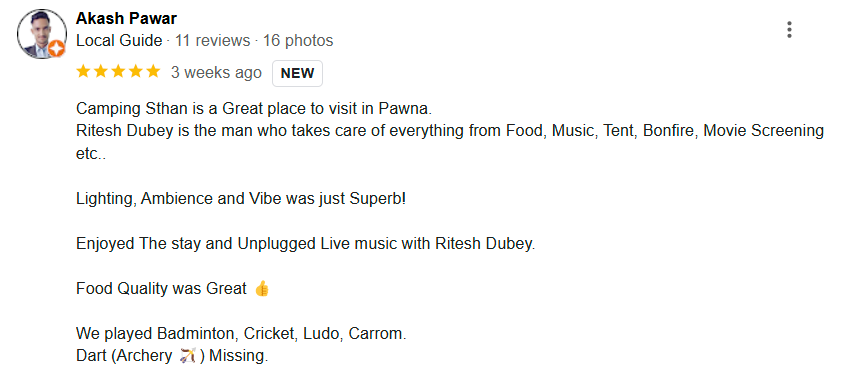 Akash Pawar
Local Guide · 11 reviews · 16 photos
3 weeks ago NEW
Camping Sthan is a Great place to visit in Pawna.
Ritesh Dubey is the man who takes care of everything from Food, Music, Tent, Bonfire, Movie Screening
etc..
Lighting, Ambience and Vibe was just Superb!
Enjoyed The stay and Unplugged Live music with Ritesh Dubey.
Food Quality was Great 👍
We played Badminton, Cricket, Ludo, Carrom.
Dart (Archery 🏹 ) Missing.